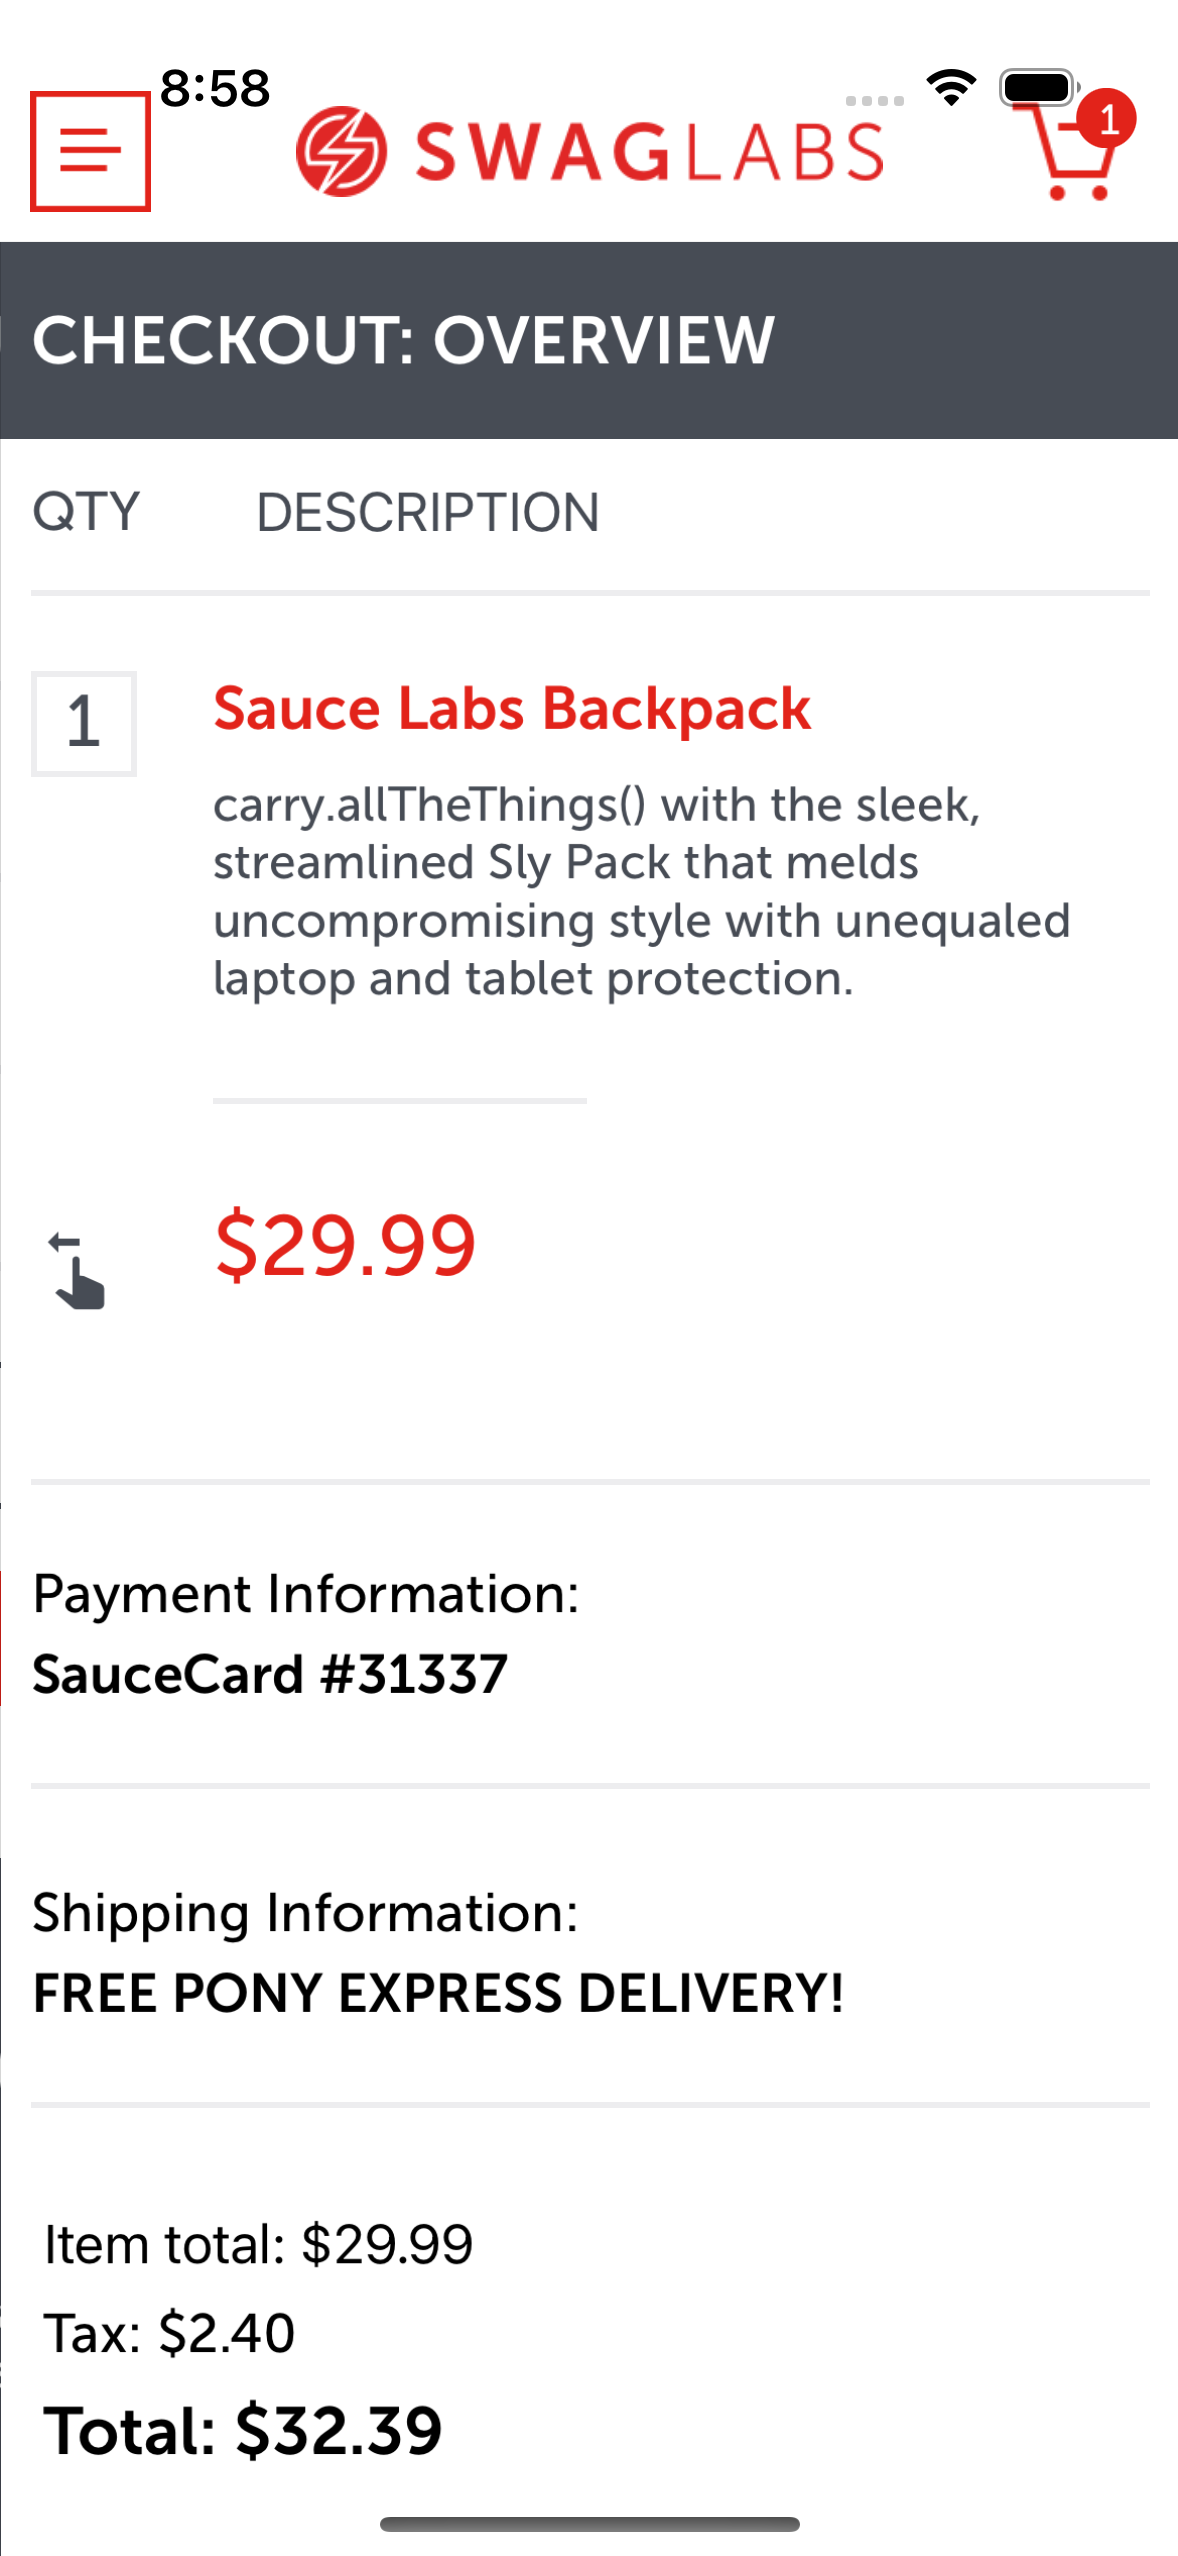 8:58
SWAGLABS
1
CHECKOUT: OVERVIEW
QTY DESCRIPTION
1
Sauce Labs Backpack
carry.allTheThings() with the sleek,
streamlined Sly Pack that melds
uncompromising style with unequaled
laptop and tablet protection.
$29.99
Payment Information:
SauceCard #31337
Shipping Information:
FREE PONY EXPRESS DELIVERY!
Item total: $29.99
Tax: $2.40
Total: $32.39